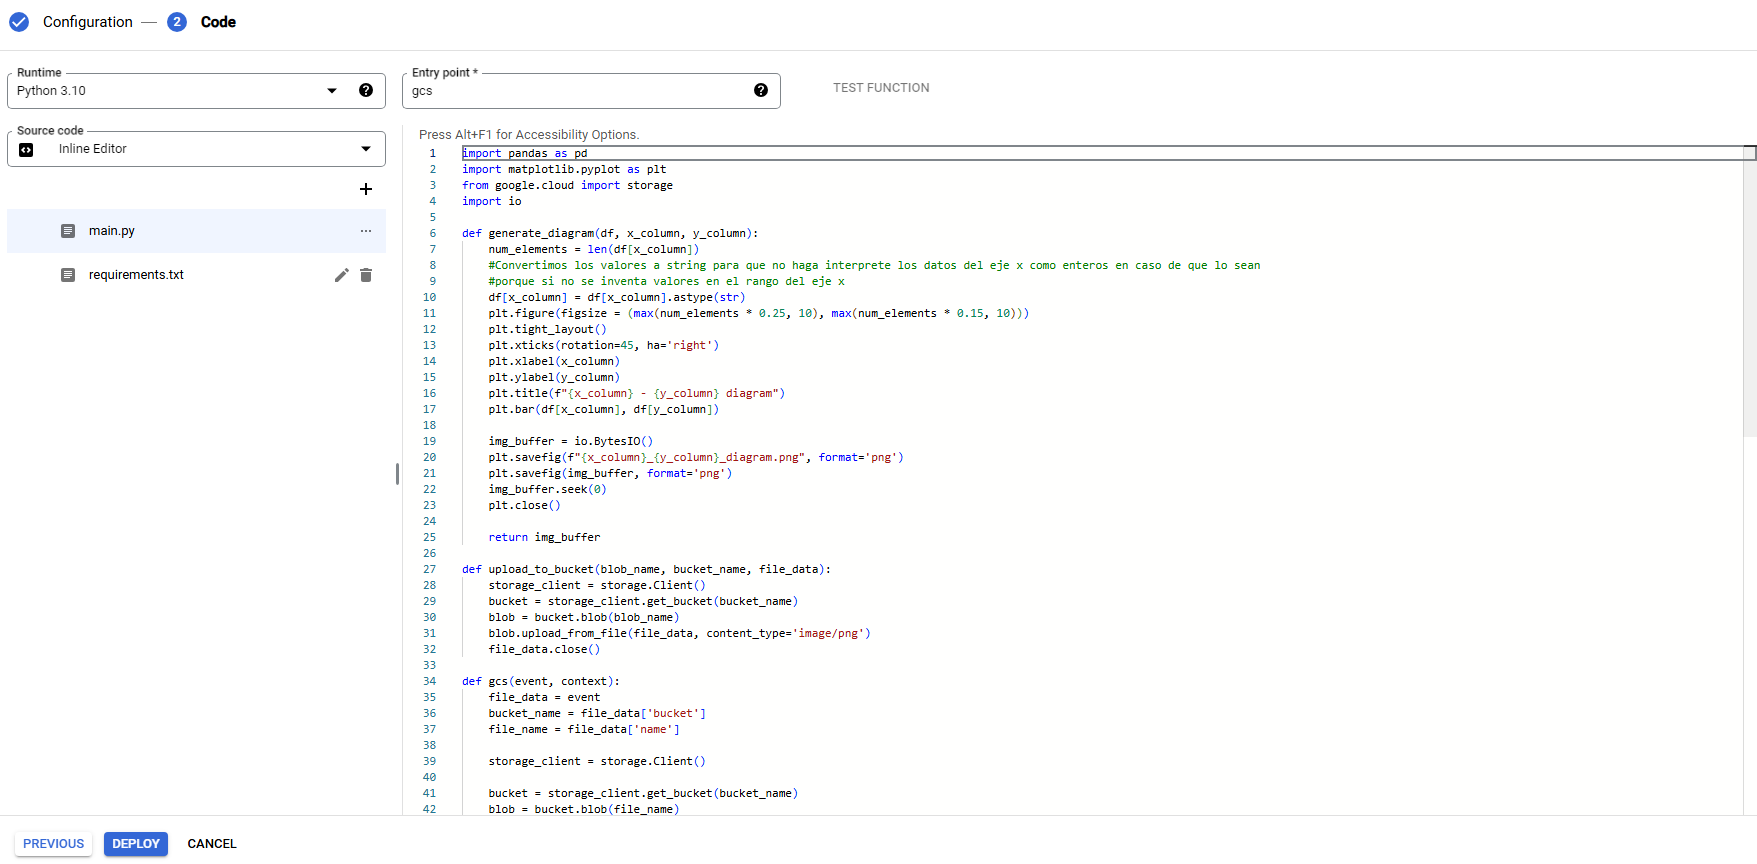 Configuration — 2 Code
Runtime
Python 3.10
Entry point *
gcs
TEST FUNCTION
Source code
Inline Editor
main.py
requirements.txt
Press Alt+F1 for Accessibility Options.
1 import pandas as pd
2 import matplotlib.pyplot as plt
3 from google.cloud import storage
4 import io
5
6 def generate_diagram(df, x_column, y_column):
7     num_elements = len(df[x_column])
8     #Convertimos los valores a string para que no haga interprete los datos del eje x como enteros en caso de que lo sean
9     #porque si no se inventa valores en el rango del eje x
10     df[x_column] = df[x_column].astype(str)
11     plt.figure(figsize = (max(num_elements * 0.25, 10), max(num_elements * 0.15, 10)))
12     plt.tight_layout()
13     plt.xticks(rotation=45, ha='right')
14     plt.xlabel(x_column)
15     plt.ylabel(y_column)
16     plt.title(f"{x_column} - {y_column} diagram")
17     plt.bar(df[x_column], df[y_column])
18
19     img_buffer = io.BytesIO()
20     plt.savefig(f"{x_column}_{y_column}_diagram.png", format='png')
21     plt.savefig(img_buffer, format='png')
22     img_buffer.seek(0)
23     plt.close()
24
25     return img_buffer
26
27 def upload_to_bucket(blob_name, bucket_name, file_data):
28     storage_client = storage.Client()
29     bucket = storage_client.get_bucket(bucket_name)
30     blob = bucket.blob(blob_name)
31     blob.upload_from_file(file_data, content_type='image/png')
32     file_data.close()
33
34 def gcs(event, context):
35     file_data = event
36     bucket_name = file_data['bucket']
37     file_name = file_data['name']
38
39     storage_client = storage.Client()
40
41     bucket = storage_client.get_bucket(bucket_name)
42     blob = bucket.blob(file_name)
PREVIOUS DEPLOY CANCEL